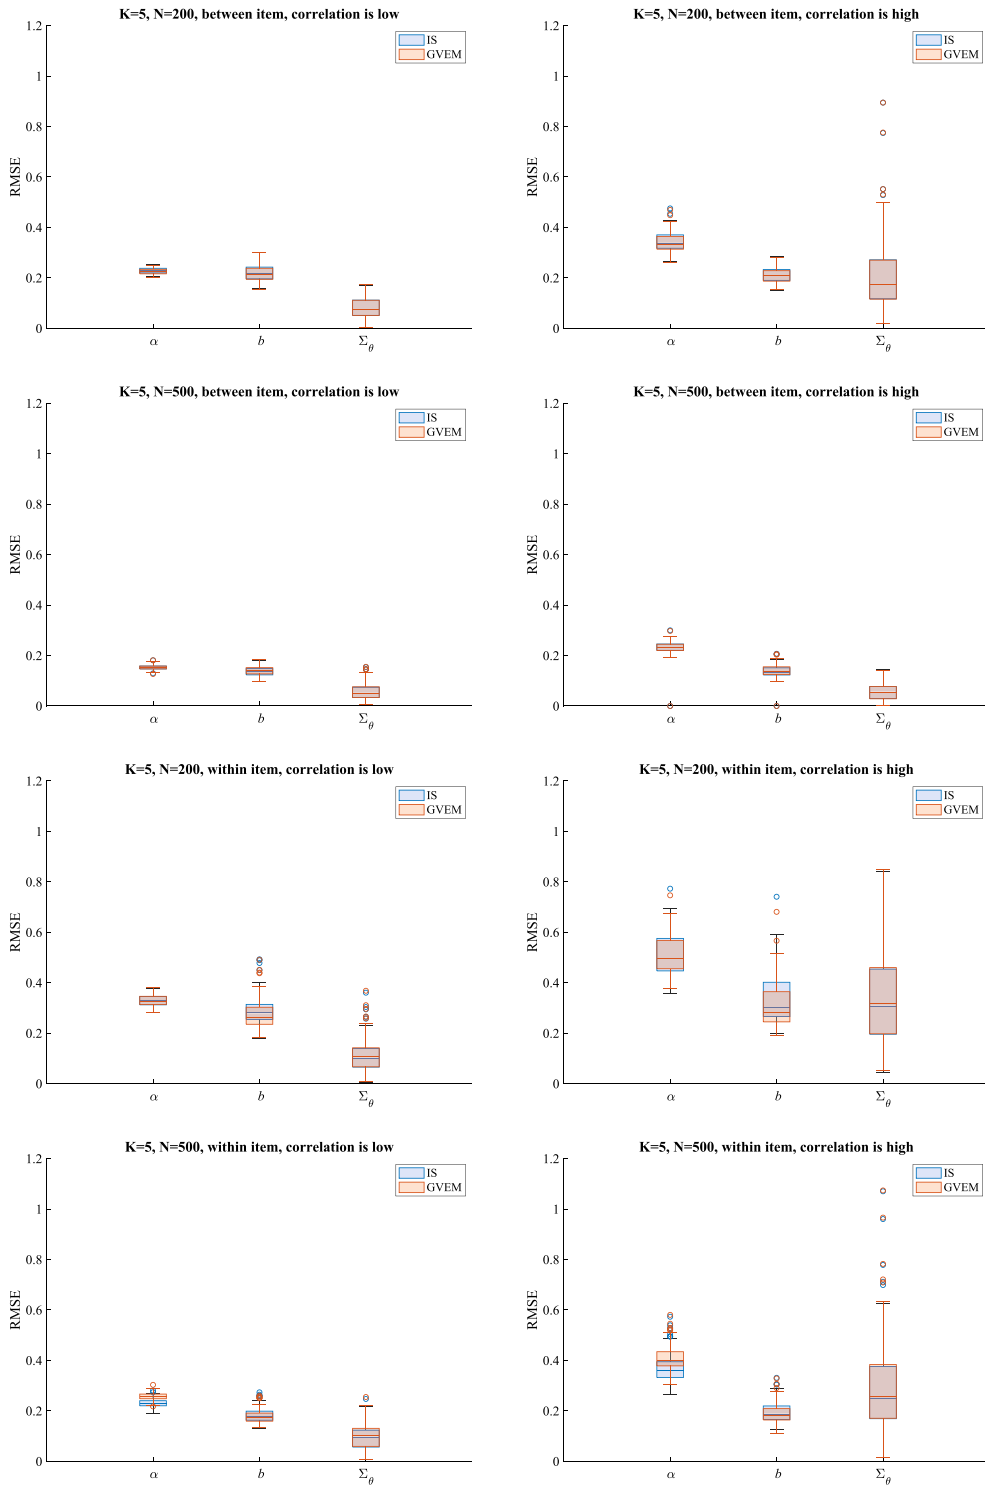 K=5, N=200, between item, correlation is low
1.2
1
0.8
0.6
0.4
0.2
0
RMSE
α
b
Σθ
IS
GVEM
K=5, N=200, between item, correlation is high
1.2
1
0.8
0.6
0.4
0.2
0
RMSE
α
b
Σθ
IS
GVEM
K=5, N=500, between item, correlation is low
1.2
1
0.8
0.6
0.4
0.2
0
RMSE
α
b
Σθ
IS
GVEM
K=5, N=500, between item, correlation is high
1.2
1
0.8
0.6
0.4
0.2
0
RMSE
α
b
Σθ
IS
GVEM
K=5, N=200, within item, correlation is low
1.2
1
0.8
0.6
0.4
0.2
0
RMSE
α
b
Σθ
IS
GVEM
K=5, N=200, within item, correlation is high
1.2
1
0.8
0.6
0.4
0.2
0
RMSE
α
b
Σθ
IS
GVEM
K=5, N=500, within item, correlation is low
1.2
1
0.8
0.6
0.4
0.2
0
RMSE
α
b
Σθ
IS
GVEM
K=5, N=500, within item, correlation is high
1.2
1
0.8
0.6
0.4
0.2
0
RMSE
α
b
Σθ
IS
GVEM